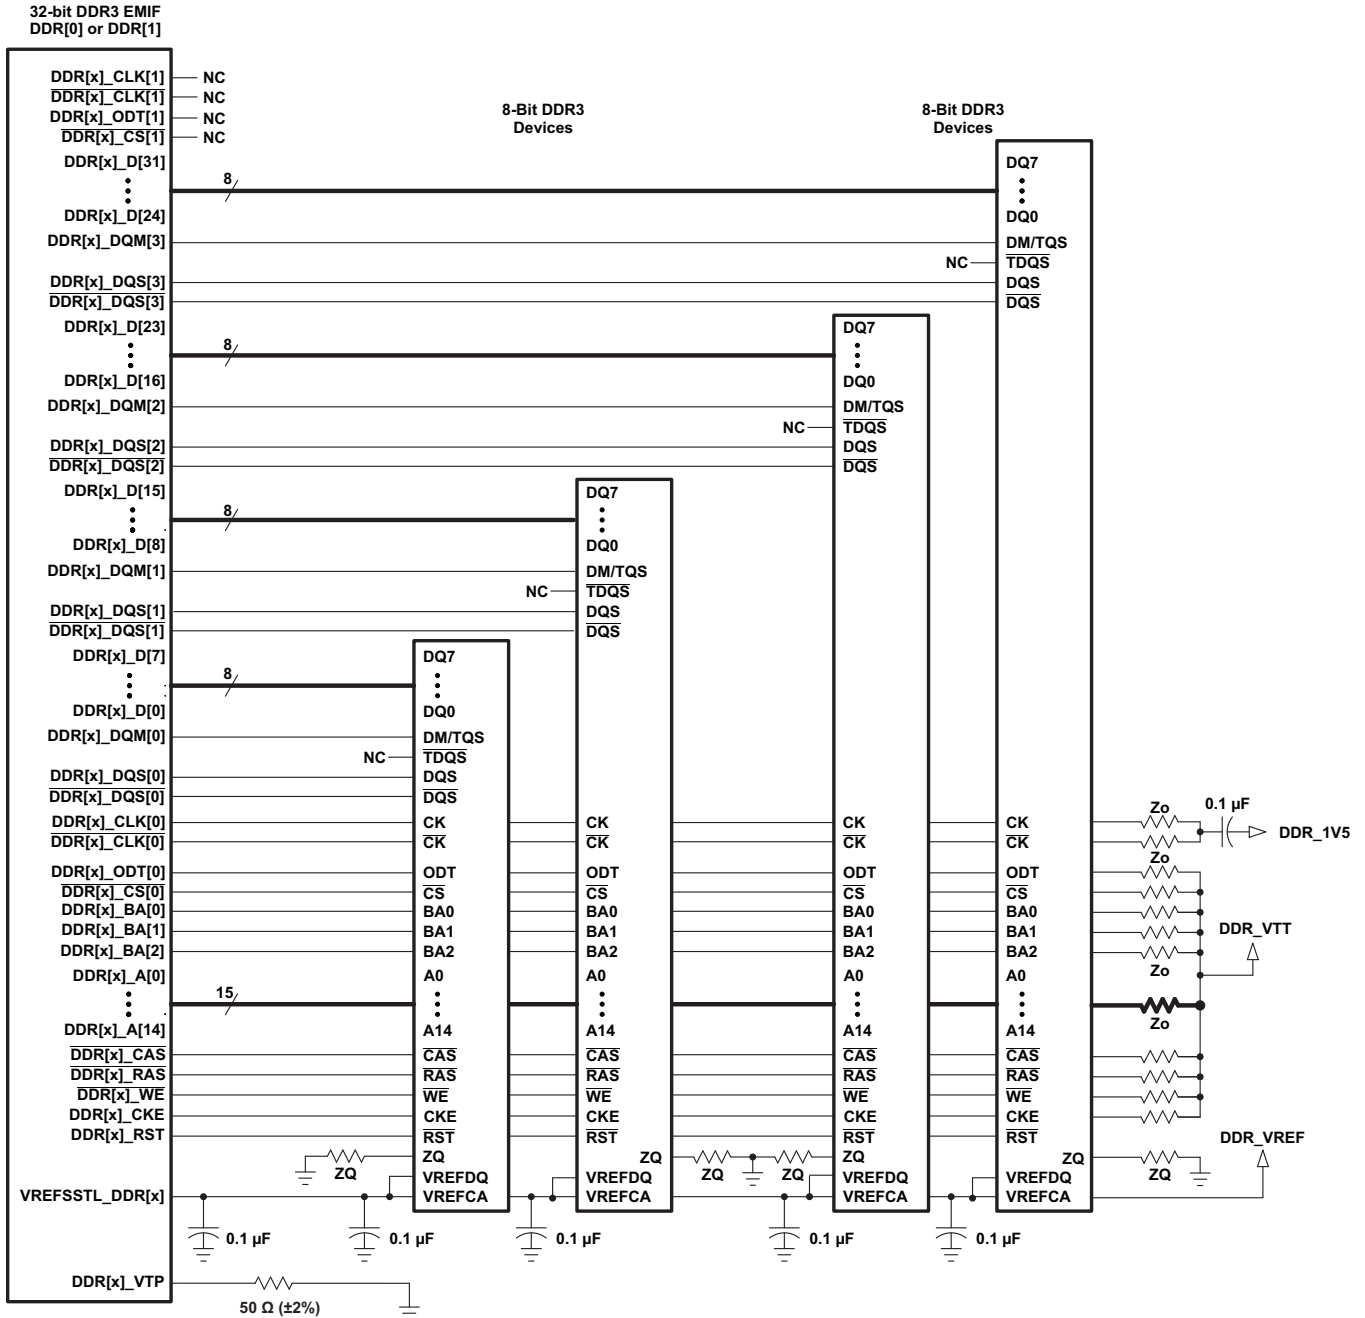 32-bit DDR3 EMIF
DDR[0] or DDR[1]
8-Bit DDR3
Devices
8-Bit DDR3
Devices
DDR[x]_CLK[1] NC
DDR[x]_CLK[1] NC
DDR[x]_ODT[1] NC
DDR[x]_CS[1] NC
DDR[x]_D[31] DQ7
8
DDR[x]_D[24] DQ0
DDR[x]_DQM[3] DM/TQS
NC TDQS
DDR[x]_DQS[3] DQS
DDR[x]_DQS[3] DQS
DDR[x]_D[23] DQ7
8
DDR[x]_D[16] DQ0
DDR[x]_DQM[2] DM/TQS
NC TDQS
DDR[x]_DQS[2] DQS
DDR[x]_DQS[2] DQS
DDR[x]_D[15] DQ7
8
DDR[x]_D[8] DQ0
DDR[x]_DQM[1] DM/TQS
NC TDQS
DDR[x]_DQS[1] DQS
DDR[x]_DQS[1] DQS
DDR[x]_D[7] DQ7
8
DDR[x]_D[0] DQ0
DDR[x]_DQM[0] DM/TQS
NC TDQS
DDR[x]_DQS[0] DQS
DDR[x]_DQS[0] DQS
Zo 0.1 µF
DDR[x]_CLK[0] CK CK CK CK
DDR_1V5
DDR[x]_CLK[0] CK CK CK CK
Zo
DDR[x]_ODT[0] ODT ODT ODT ODT
DDR[x]_CS[0] CS CS CS CS
DDR[x]_BA[0] BA0 BA0 BA0 BA0
DDR[x]_BA[1] BA1 BA1 BA1 BA1 DDR_VTT
DDR[x]_BA[2] BA2 BA2 BA2 BA2
Zo
DDR[x]_A[0] A0 A0 A0 A0
15
Zo
DDR[x]_A[14] A14 A14 A14 A14
DDR[x]_CAS CAS CAS CAS CAS
DDR[x]_RAS RAS RAS RAS RAS
DDR[x]_WE WE WE WE WE
DDR[x]_CKE CKE CKE CKE CKE
DDR[x]_RST RST RST RST RST DDR_VREF
ZQ ZQ ZQ ZQ
ZQ ZQ ZQ ZQ
VREFDQ VREFDQ VREFDQ VREFDQ
VREFSSTL_DDR[x] VREFCA VREFCA VREFCA VREFCA
0.1 µF 0.1 µF 0.1 µF 0.1 µF 0.1 µF
DDR[x]_VTP
50 Ω (±2%)